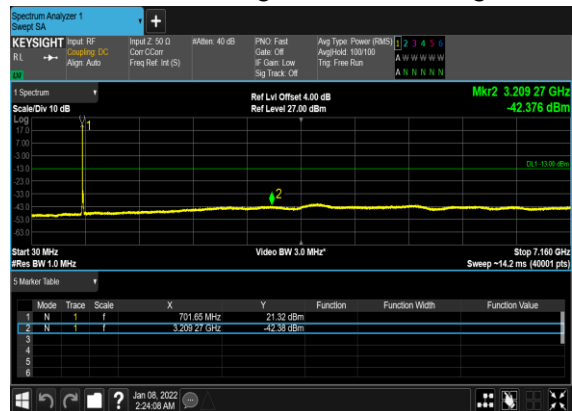 Spectrum Analyzer 1
Swept SA
+
KEYSIGHT Input: RF Input Z: 50 Ω #Atten: 40 dB PNO: Fast Avg Type: Power (RMS) 1 2 3 4 5 6
RL Coupling: DC Corr CCorr Gate: Off Avg|Hold: 100/100 A W W W W W
Align: Auto Freq Ref: Int (S) IF Gain: Low Trig: Free Run
Sig Track: Off A N N N N N
1 Spectrum Ref Lvl Offset 4.00 dB Mkr2 3.209 27 GHz
Scale/Div 10 dB Ref Level 27.00 dBm -42.376 dBm
Log
17.0 1
7.00
-3.00
-13.0 DL1 -13.00 dBm
-23.0
-33.0 2
-43.0
-53.0
-63.0
Start 30 MHz Video BW 3.0 MHz* Stop 7.160 GHz
#Res BW 1.0 MHz Sweep ~14.2 ms (40001 pts)
5 Marker Table
Mode Trace Scale X Y Function Function Width Function Value
1 N 1 f 701.65 MHz 21.32 dBm
2 N 1 f 3.209 27 GHz -42.38 dBm
3
4
5
6
? Jan 08, 2022
2:24:08 AM